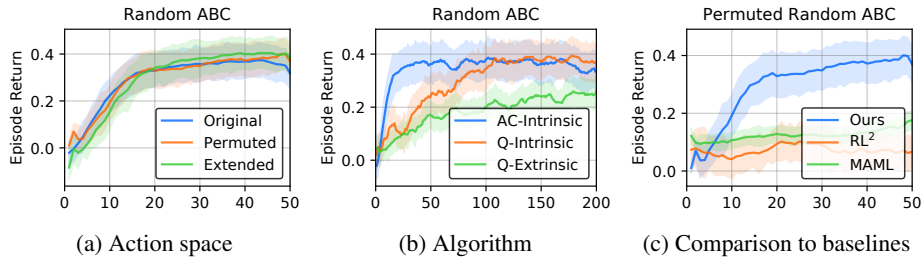 Random ABC
Episode Return
0.4
0.2
0.0
Original
Permuted
Extended
0 10 20 30 40 50
(a) Action space
Random ABC
Episode Return
0.4
0.2
0.0
AC-Intrinsic
Q-Intrinsic
Q-Extrinsic
0 50 100 150 200
(b) Algorithm
Permuted Random ABC
Episode Return
0.4
0.2
0.0
Ours
RL²
MAML
0 10 20 30 40 50
(c) Comparison to baselines